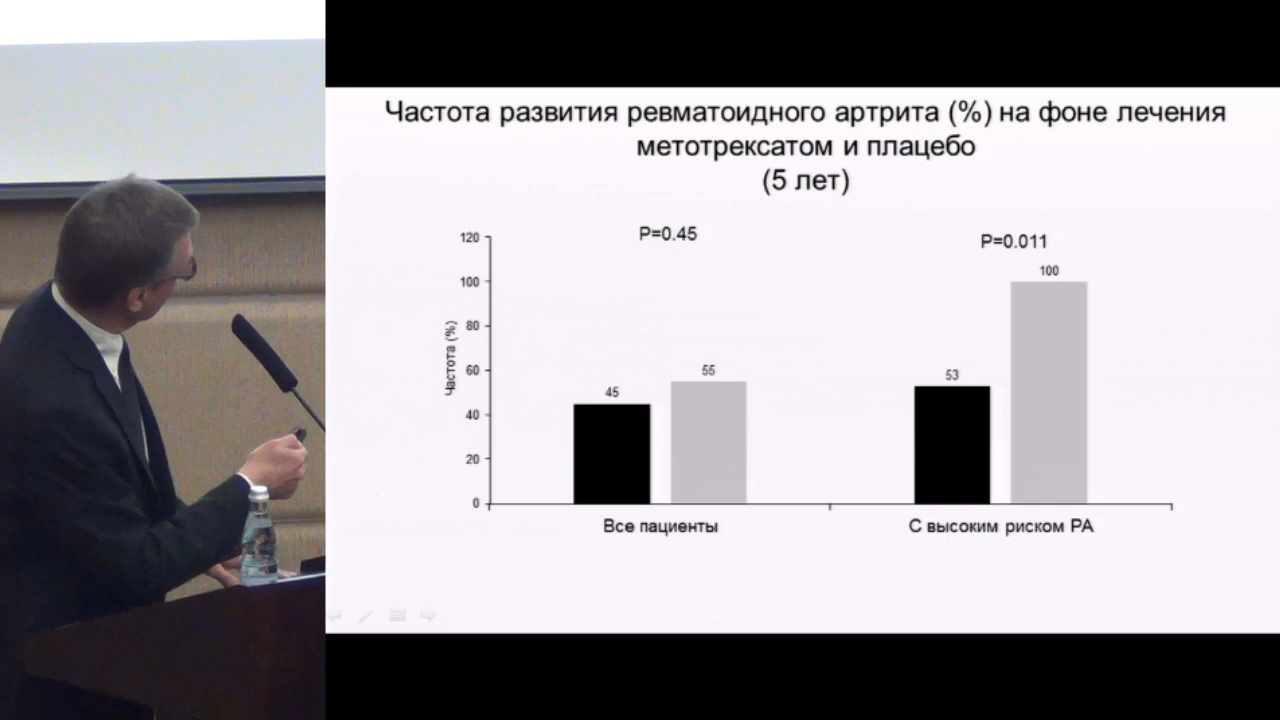 Частота развития ревматоидного артрита (%) на фоне лечения
метотрексатом и плацебо
(5 лет)
P=0.45
P=0.011
Частота (%)
120
100
80
60
40
20
0
45
55
53
100
Все пациенты
С высоким риском РА